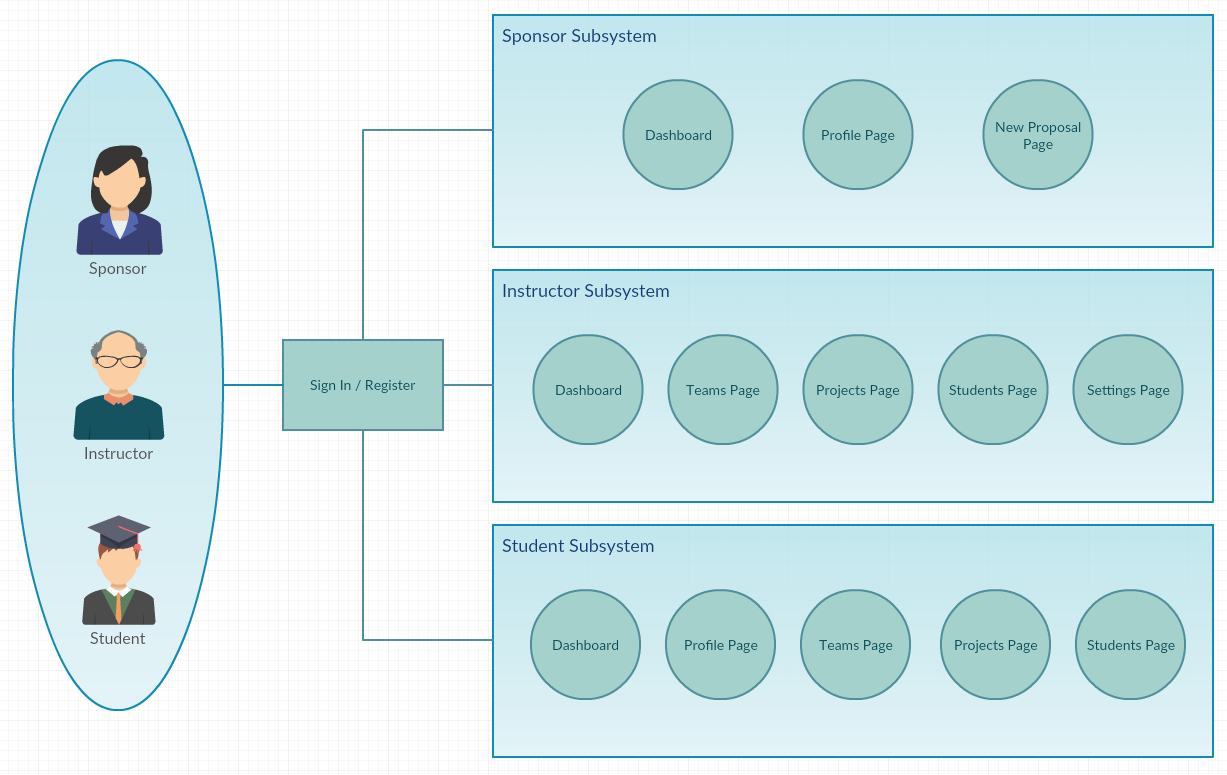 Sponsor
Instructor
Student
Sign In / Register
Sponsor Subsystem
Dashboard
Profile Page
New Proposal
Page
Instructor Subsystem
Dashboard
Teams Page
Projects Page
Students Page
Settings Page
Student Subsystem
Dashboard
Profile Page
Teams Page
Projects Page
Students Page